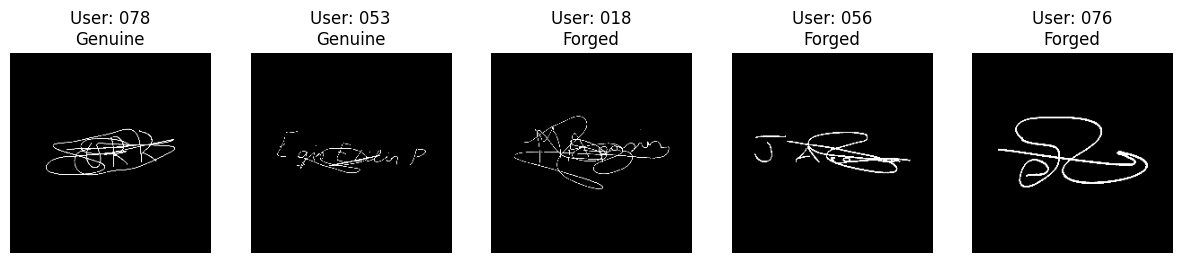 User: 078
Genuine
User: 053
Genuine
User: 018
Forged
User: 056
Forged
User: 076
Forged